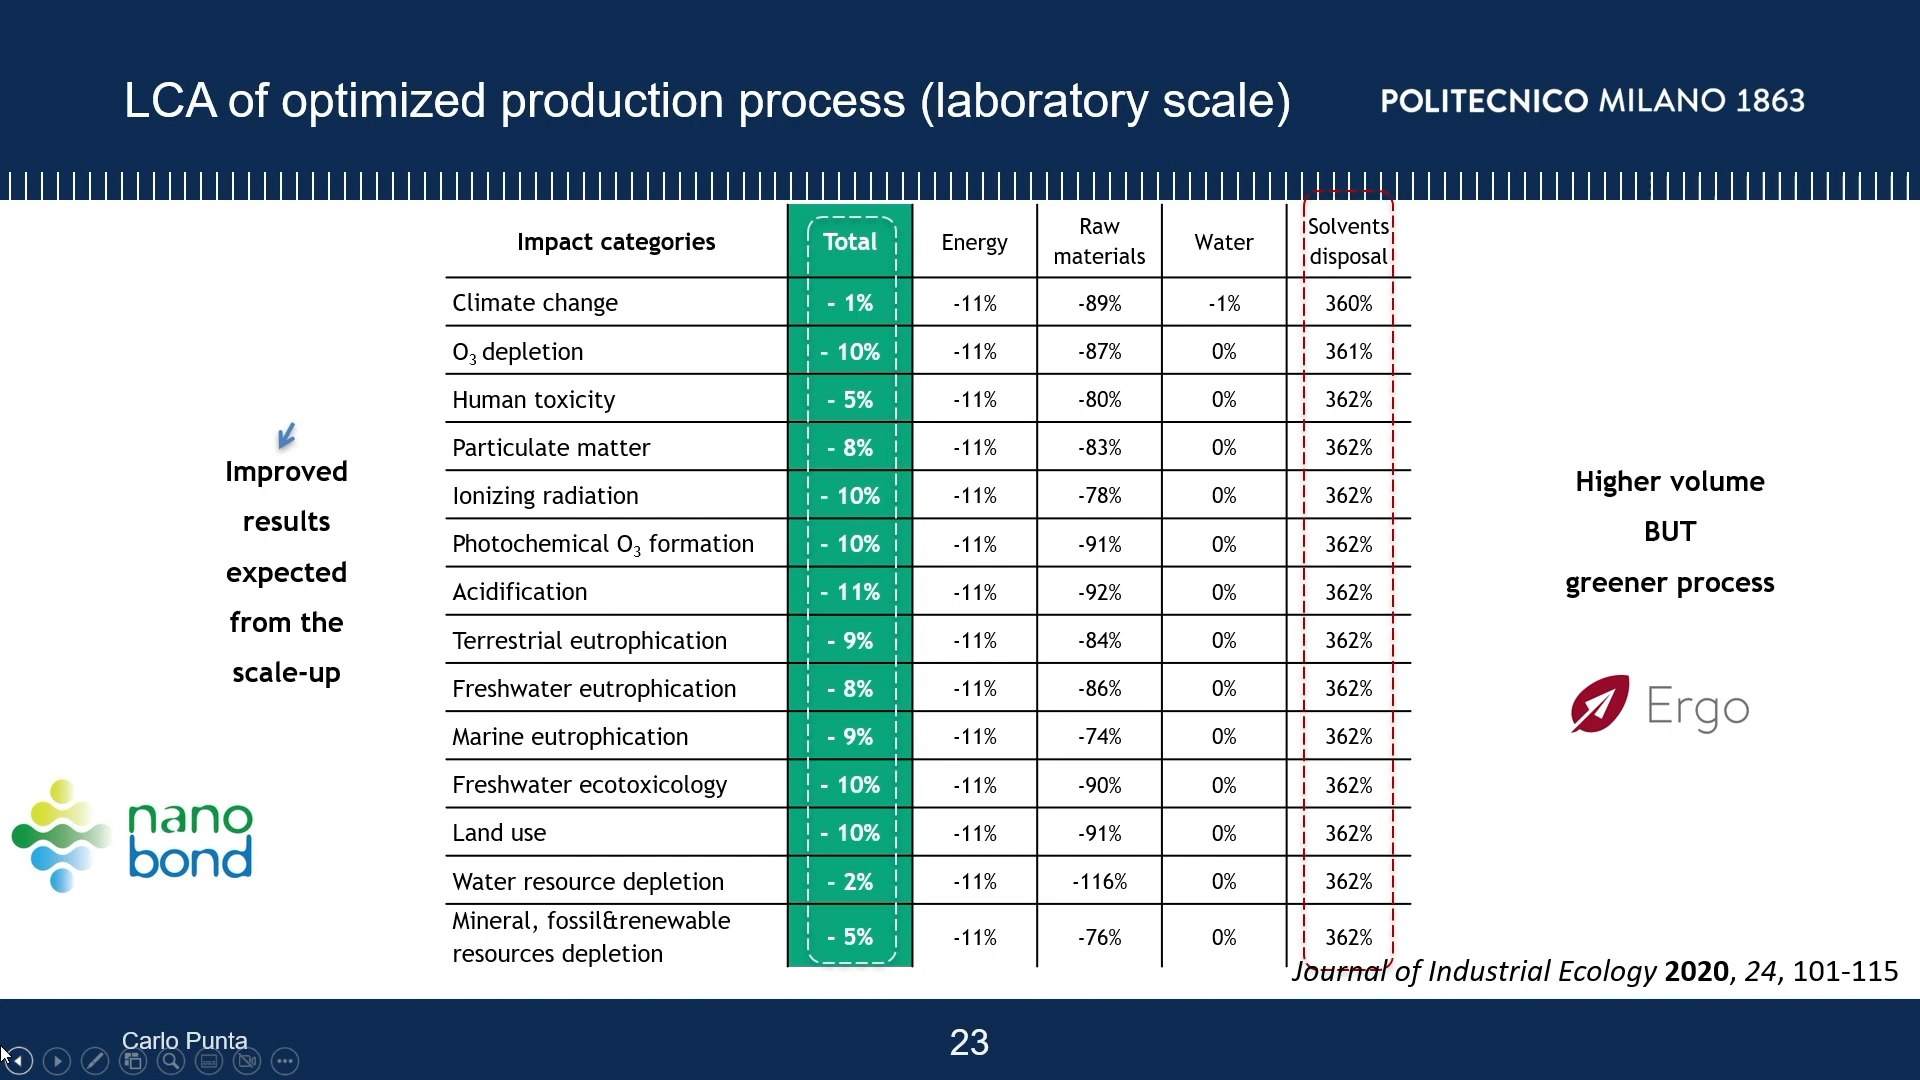 LCA of optimized production process (laboratory scale)
POLITECNICO MILANO 1863
Impact categories Total Energy Raw materials Water Solvents disposal
Climate change - 1% -11% -89% -1% 360%
O3 depletion - 10% -11% -87% 0% 361%
Human toxicity - 5% -11% -80% 0% 362%
Particulate matter - 8% -11% -83% 0% 362%
Ionizing radiation - 10% -11% -78% 0% 362%
Photochemical O3 formation - 10% -11% -91% 0% 362%
Acidification - 11% -11% -92% 0% 362%
Terrestrial eutrophication - 9% -11% -84% 0% 362%
Freshwater eutrophication - 8% -11% -86% 0% 362%
Marine eutrophication - 9% -11% -74% 0% 362%
Freshwater ecotoxicology - 10% -11% -90% 0% 362%
Land use - 10% -11% -91% 0% 362%
Water resource depletion - 2% -11% -116% 0% 362%
Mineral, fossil&renewable
resources depletion - 5% -11% -76% 0% 362%
Improved
results
expected
from the
scale-up
Higher volume
BUT
greener process
Ergo
nano
bond
Journal of Industrial Ecology 2020, 24, 101-115
Carlo Punta
23